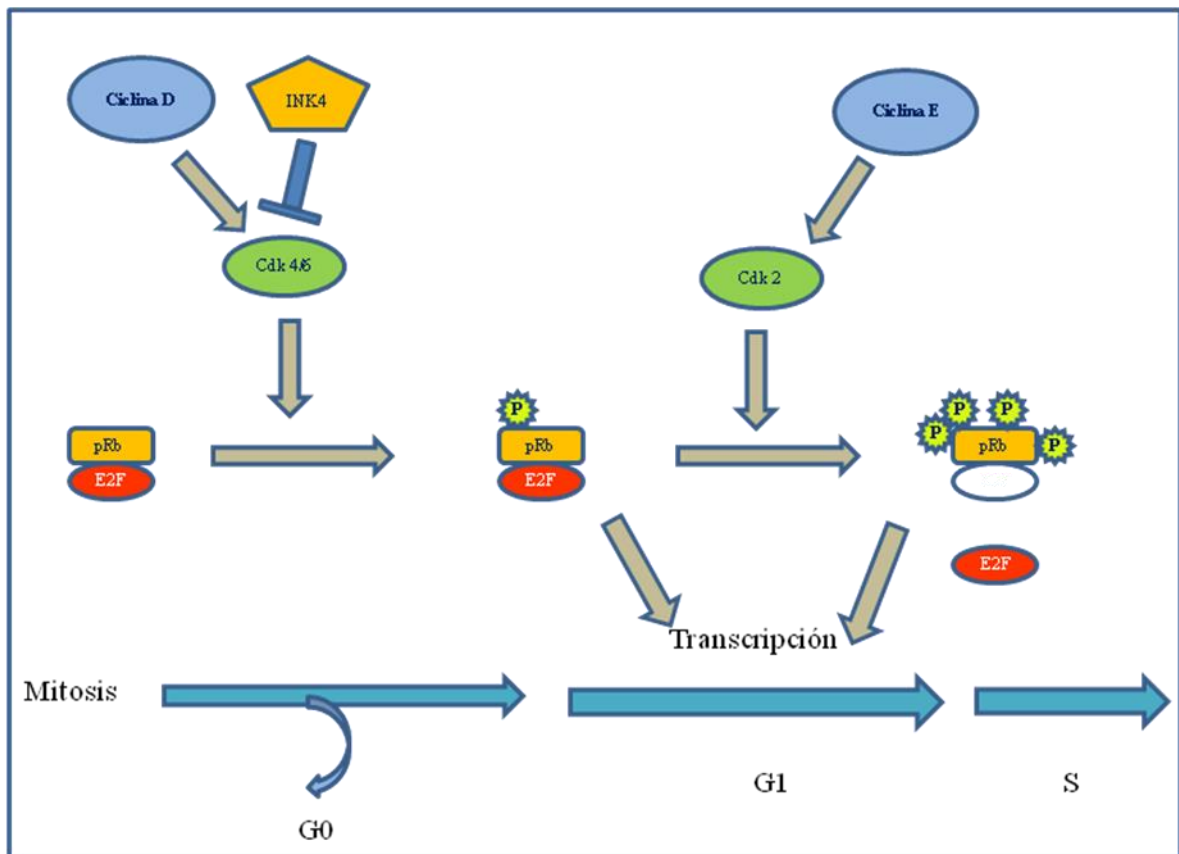 Ciclina D
INK4
Ciclina E
Cdk 4/6
Cdk 2
P
P
P
P
P
pRb
pRb
pRb
E2F
E2F
E2F
Transcripción
Mitosis
G1
S
G0